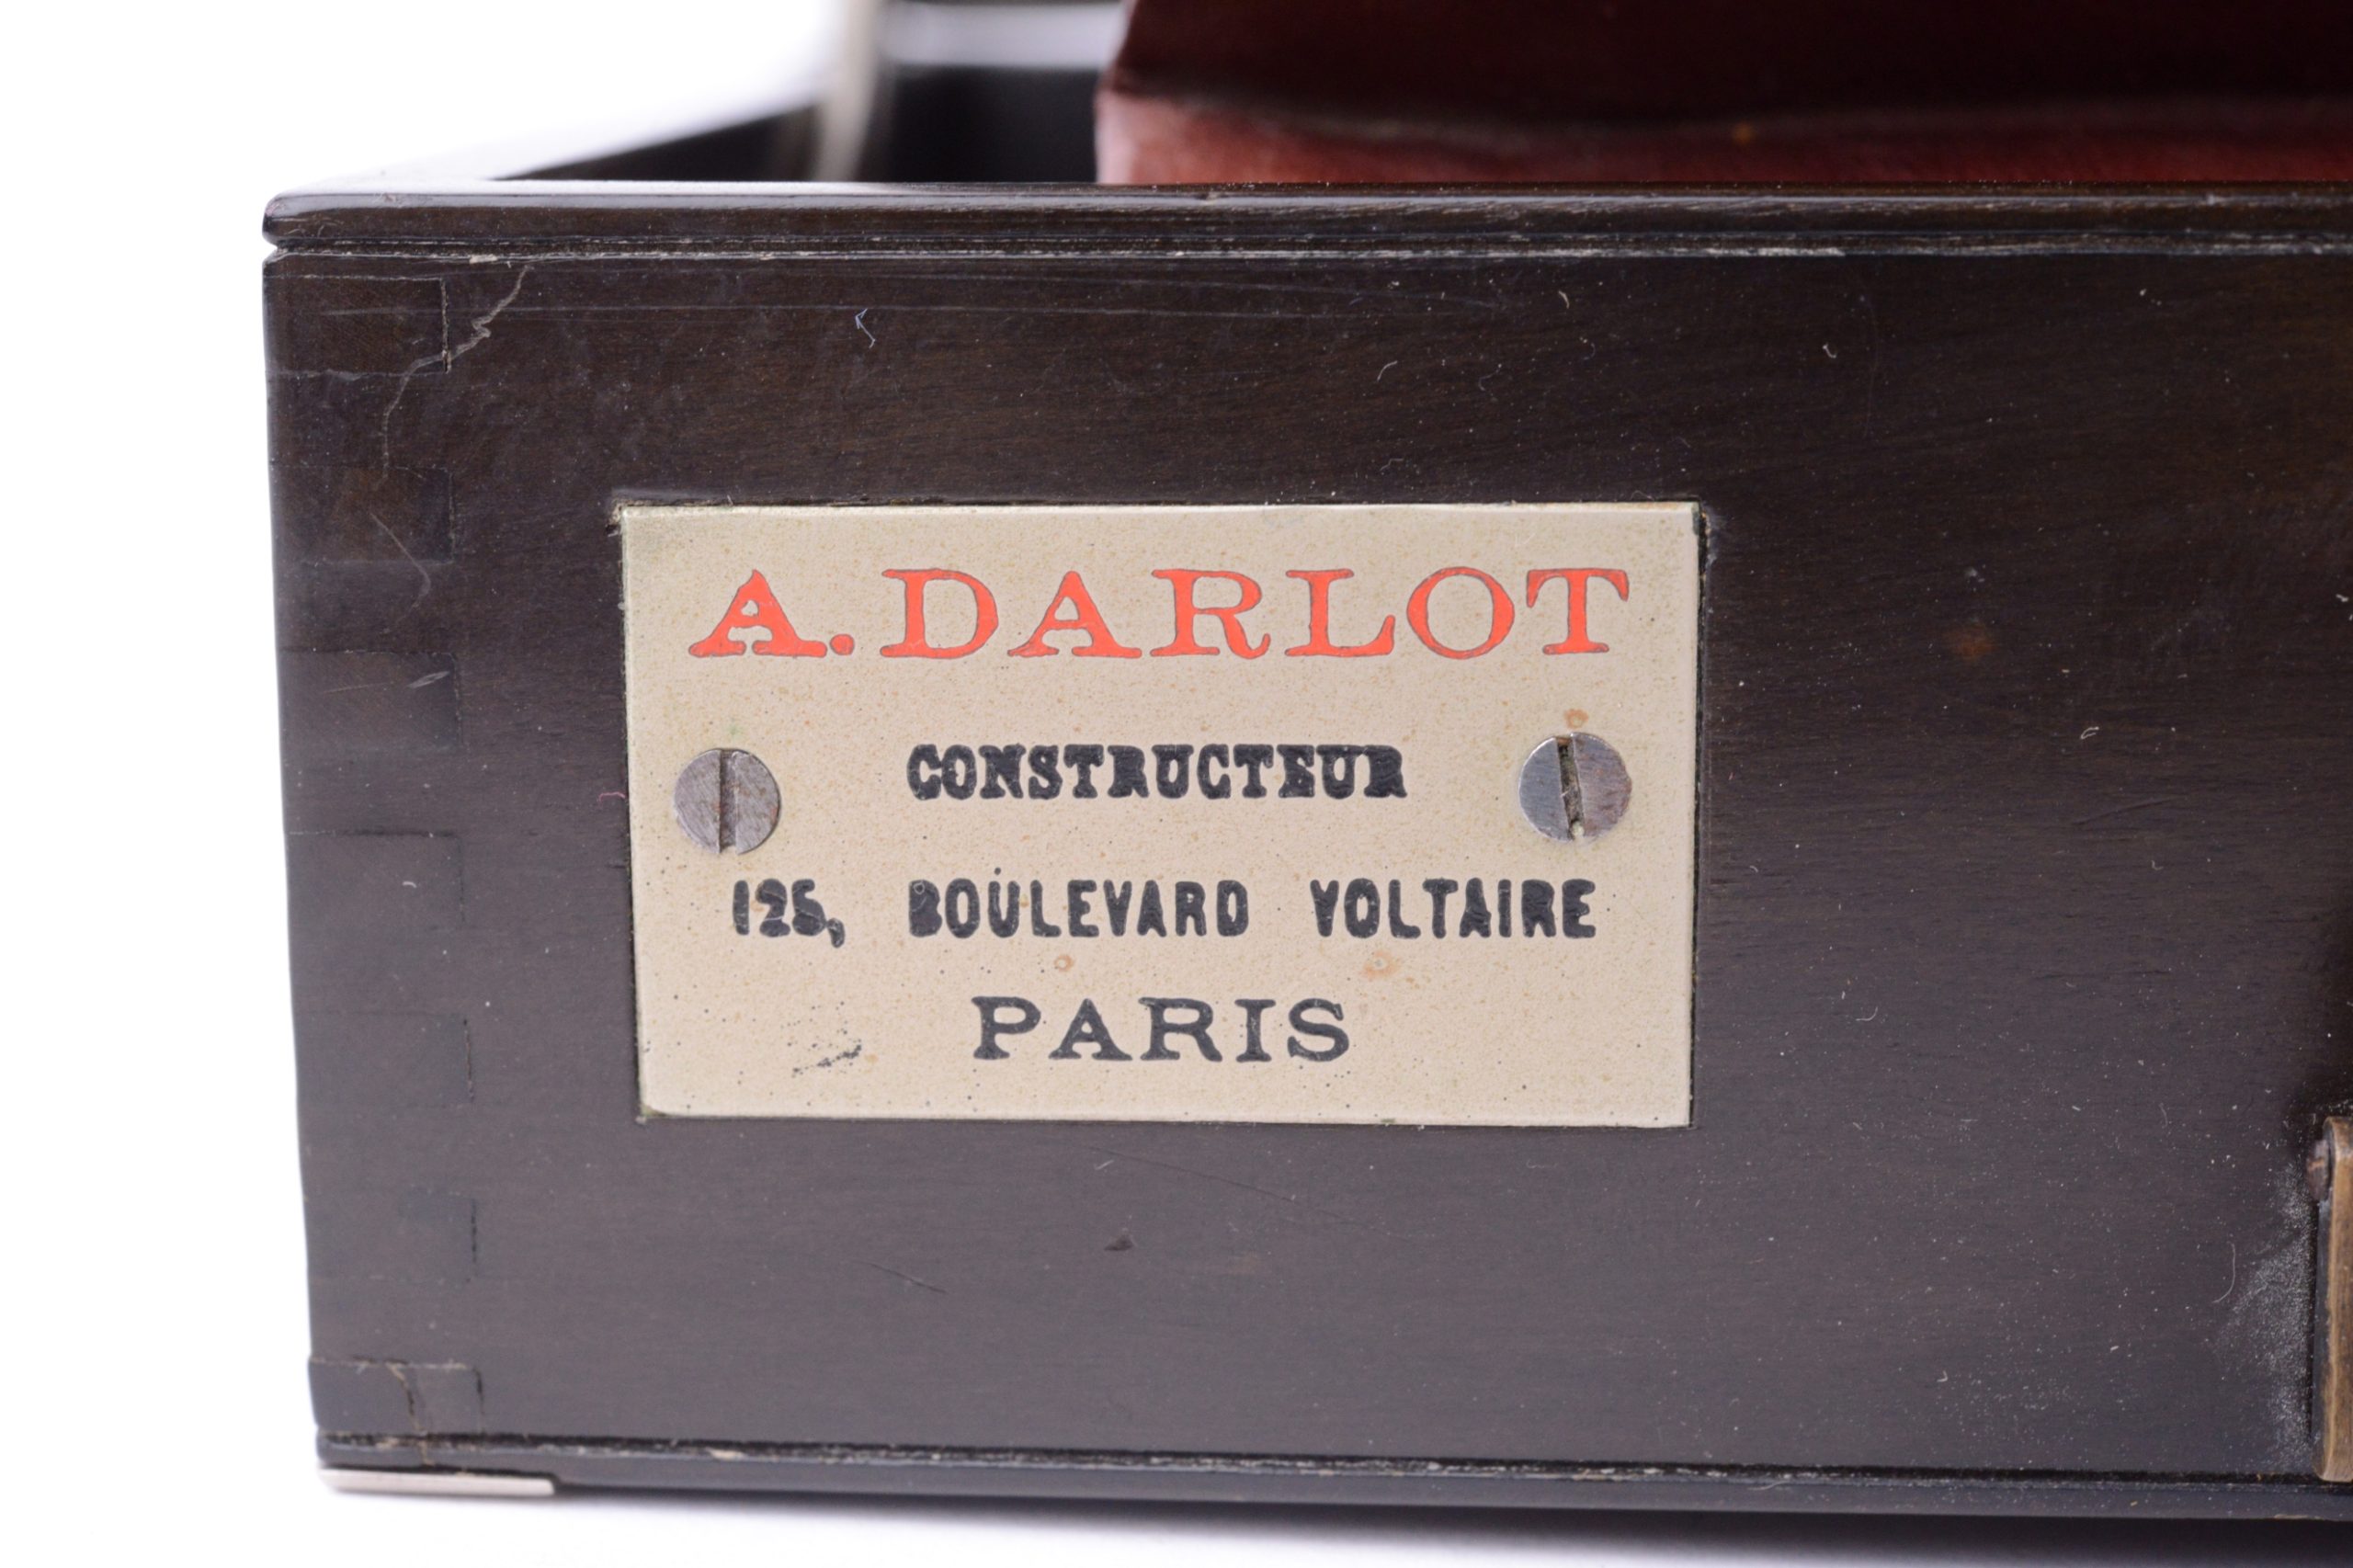 A. DARLOT
CONSTRUCTEUR
125, BOULEVARD VOLTAIRE
PARIS